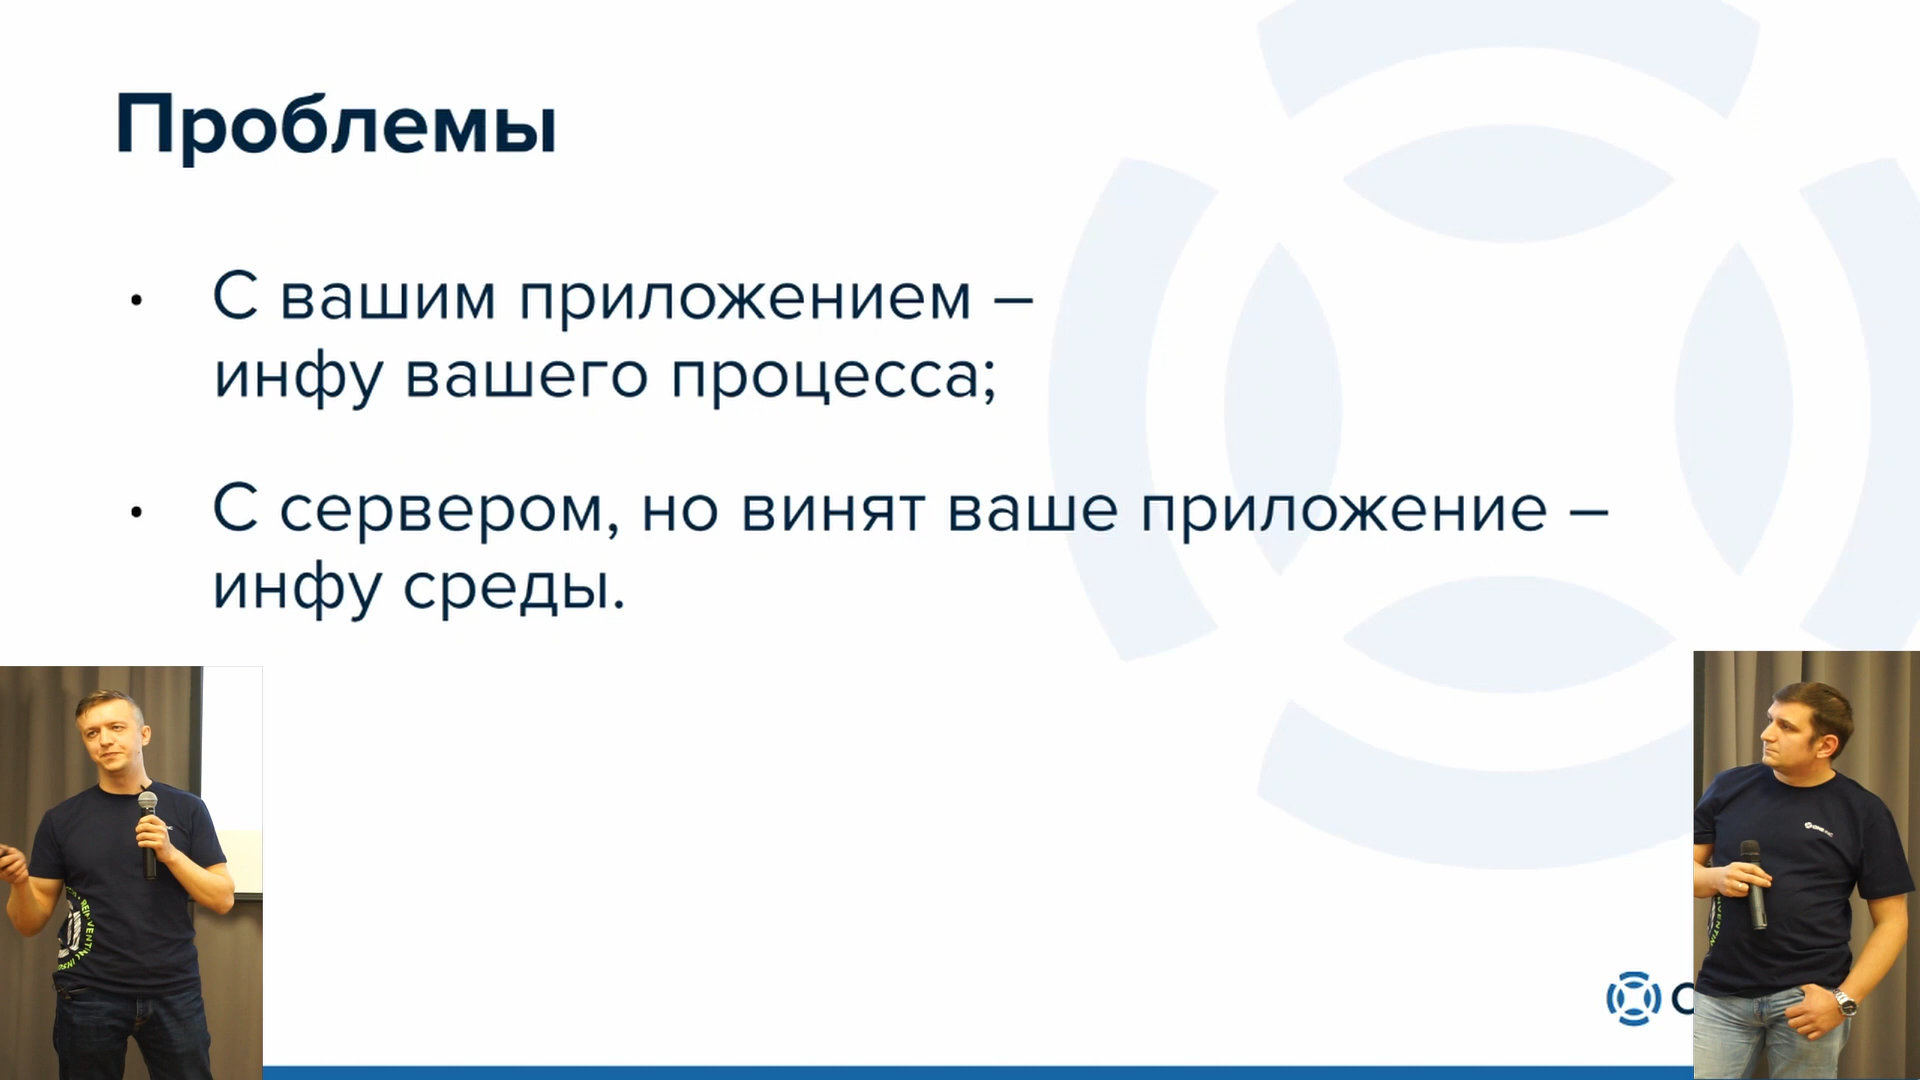 Проблемы
С вашим приложением –
инфу вашего процесса;
С сервером, но винят ваше приложение –
инфу среды.